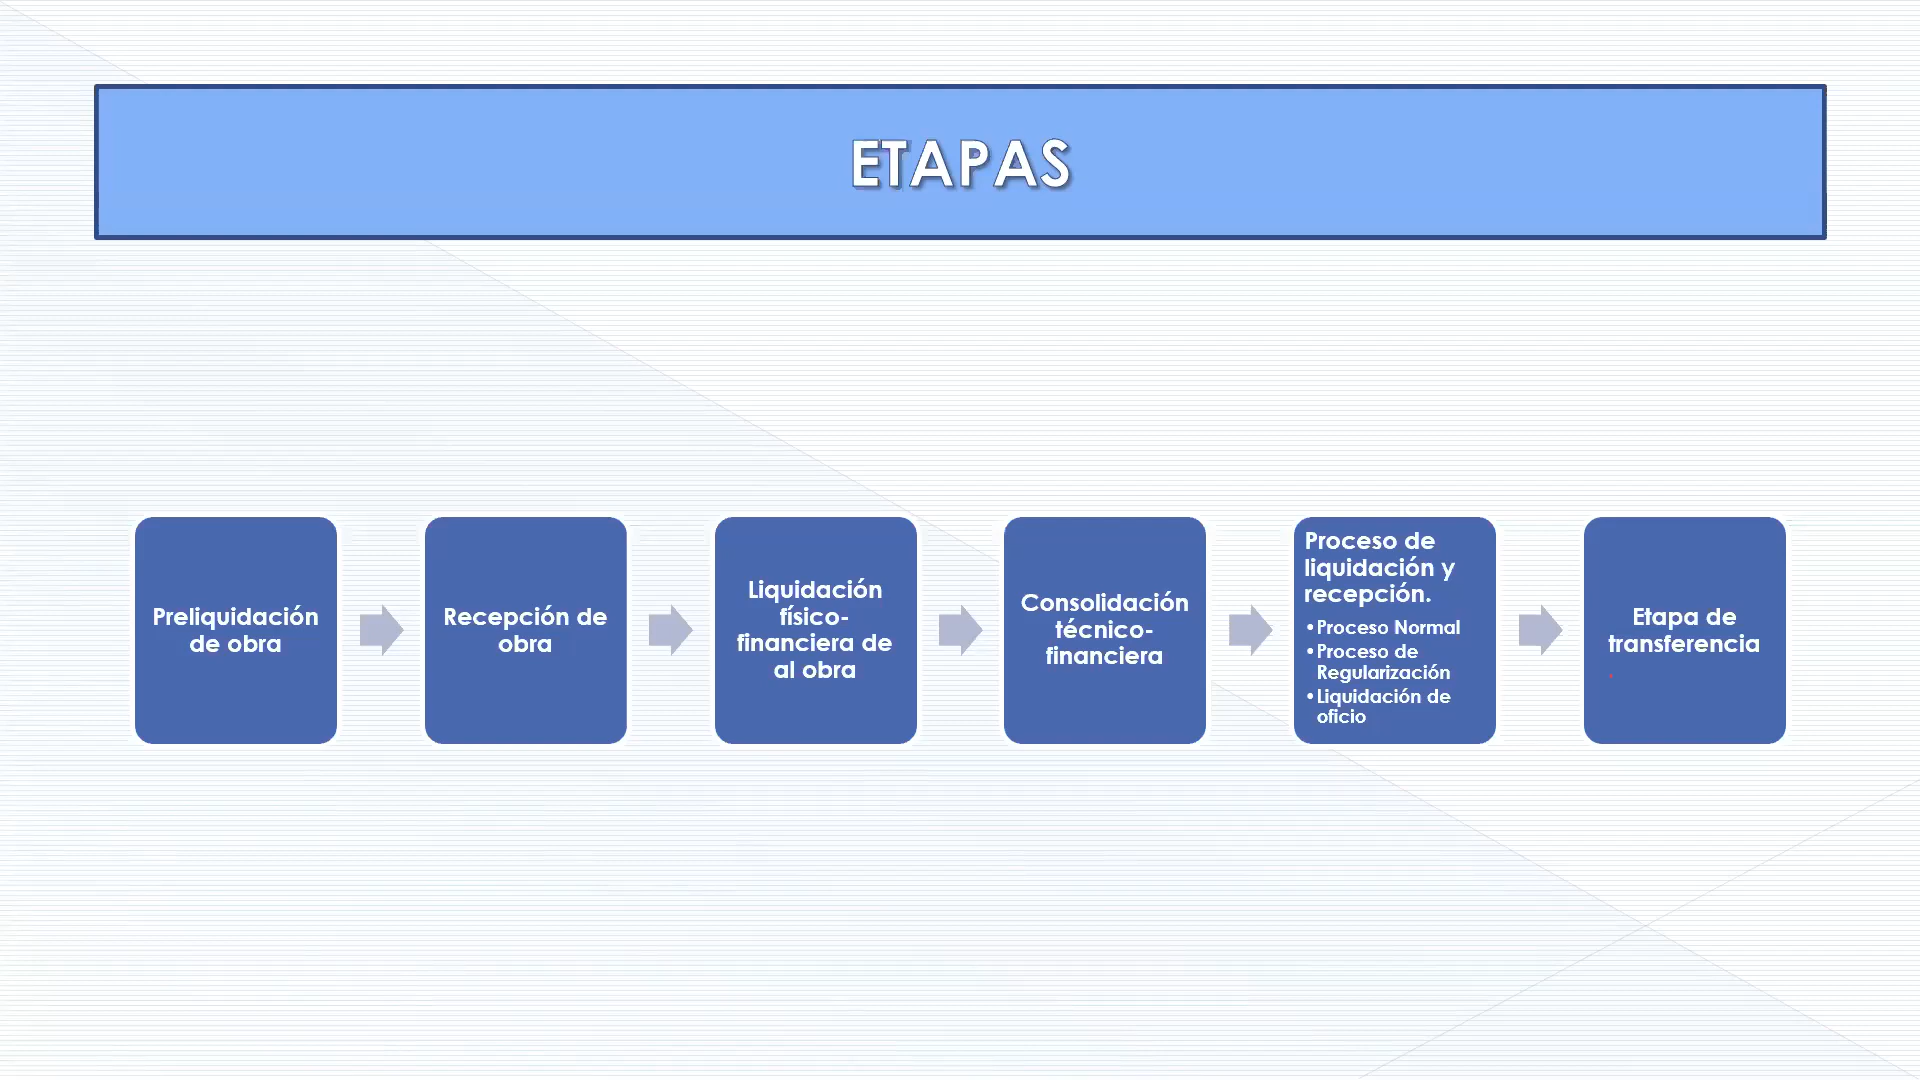 ETAPAS
Preliquidación
de obra
Recepción de
obra
Liquidación
físico-
financiera de
al obra
Consolidación
técnico-
financiera
Proceso de
liquidación y
recepción.
•Proceso Normal
•Proceso de
Regularización
•Liquidación de
oficio
Etapa de
transferencia